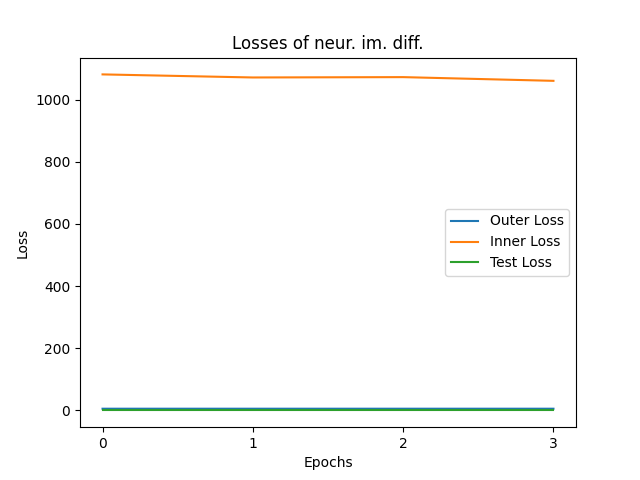 Losses of neur. im. diff.
1000
800
600
400
200
0
Loss
Outer Loss
Inner Loss
Test Loss
0 1 2 3
Epochs